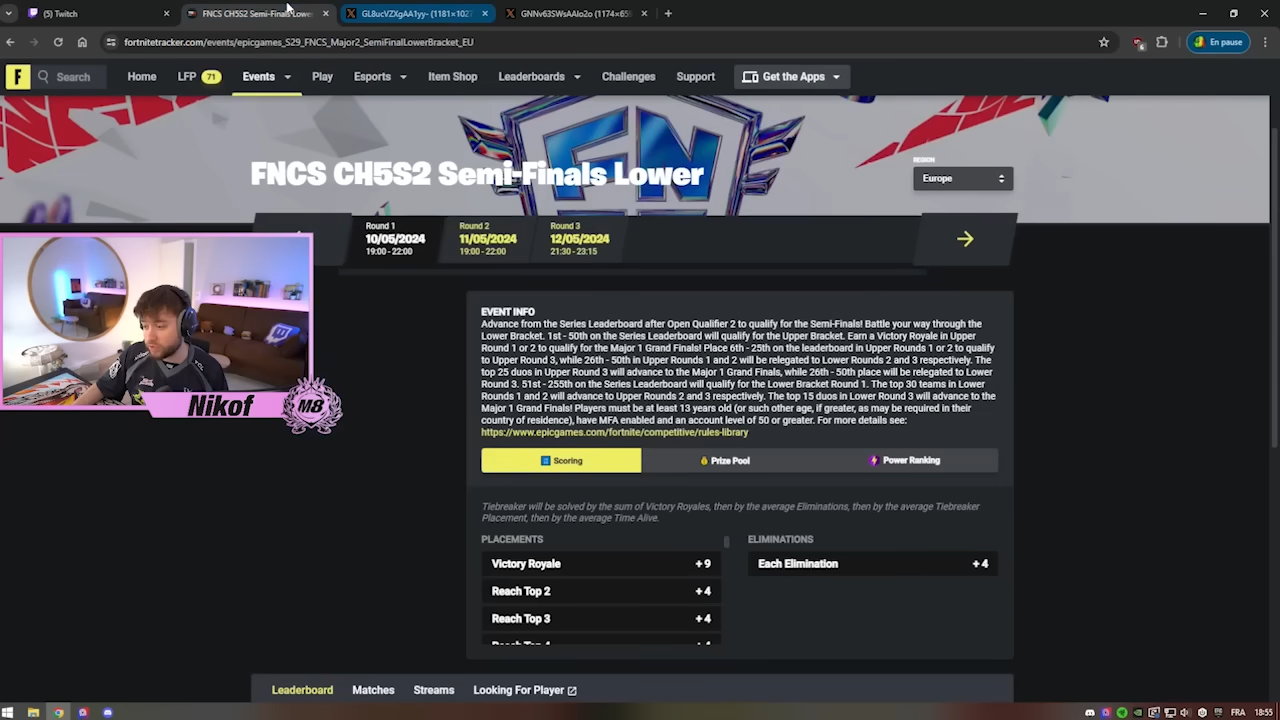 (5) Twitch
FNCS CH5S2 Semi-Finals Lower
GL8ucVZXgAA1yy- (1181×102
GNNv63SWsAAlo2o (1174×65
fortnitetracker.com/events/epicgames_S29_FNCS_Major2_SemiFinalLowerBracket_EU
En pause
F
Search
Home
LFP 71
Events
Play
Esports
Item Shop
Leaderboards
Challenges
Support
Get the Apps
FN
FNCS CH5S2 Semi-Finals Lower
REGION
Europe
Round 1
10/05/2024
19:00 - 22:00
Round 2
11/05/2024
19:00 - 22:00
Round 3
12/05/2024
21:30 - 23:15
EVENT INFO
Advance from the Series Leaderboard after Open Qualifier 2 to qualify for the Semi-Finals! Battle your way through the
Lower Bracket. 1st - 50th on the Series Leaderboard will qualify for the Upper Bracket. Earn a Victory Royale in Upper
Round 1 or 2 to qualify for the Major 1 Grand Finals! Place 6th - 25th on the leaderboard in Upper Rounds 1 or 2 to qualify
to Upper Round 3, while 26th - 50th in Upper Rounds 1 and 2 will be relegated to Lower Rounds 2 and 3 respectively. The
top 25 duos in Upper Round 3 will advance to the Major 1 Grand Finals, while 26th - 50th place will be relegated to Lower
Round 3. 51st - 255th on the Series Leaderboard will qualify for the Lower Bracket Round 1. The top 30 teams in Lower
Rounds 1 and 2 will advance to Upper Rounds 2 and 3 respectively. The top 15 duos in Lower Round 3 will advance to the
Major 1 Grand Finals! Players must be at least 13 years old (or such other age, if greater, as may be required in their
country of residence), have MFA enabled and an account level of 50 or greater. For more details see:
https://www.epicgames.com/fortnite/competitive/rules-library
Scoring
Prize Pool
Power Ranking
Tiebreaker will be solved by the sum of Victory Royales, then by the average Eliminations, then by the average Tiebreaker
Placement, then by the average Time Alive.
PLACEMENTS
ELIMINATIONS
Victory Royale +9
Each Elimination +4
Reach Top 2 +4
Reach Top 3 +4
Reach Top 4 +4
Nikof
M8
Leaderboard
Matches
Streams
Looking For Player
FRA
18:55